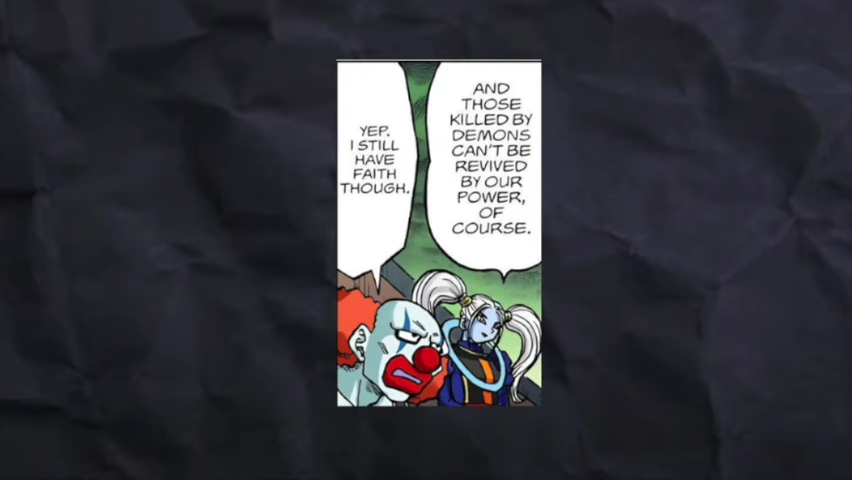 AND
THOSE
KILLED BY
DEMONS
CAN'T BE
REVIVED
BY OUR
POWER,
OF
COURSE.
YEP.
I STILL
HAVE
FAITH
THOUGH.